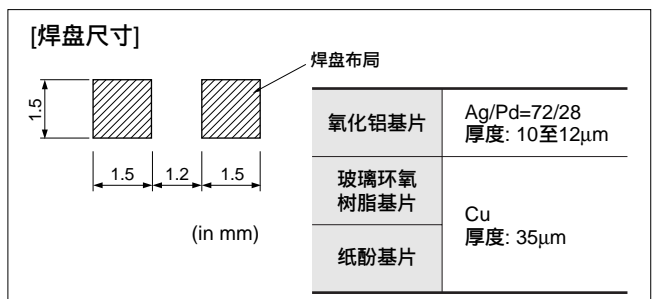 [焊盘尺寸]
焊盘布局
1.5
1.5
1.2
1.5
(in mm)
氧化铝基片
Ag/Pd=72/28
厚度: 10至12μm
玻璃环氧
树脂基片
Cu
厚度: 35μm
纸酚基片